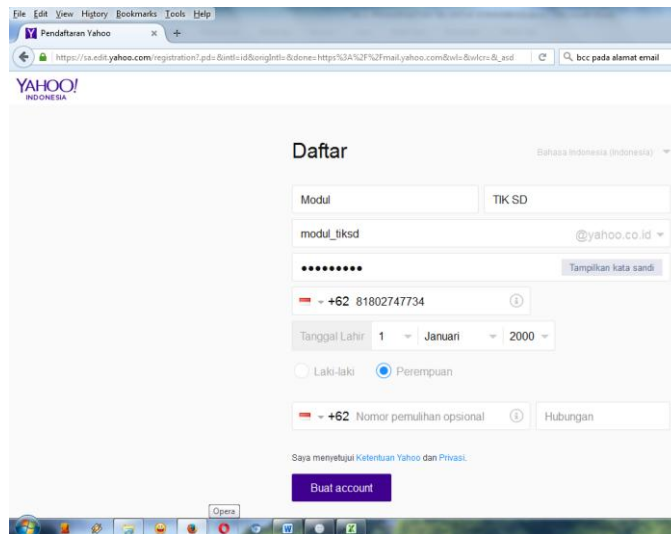 File Edit View History Bookmarks Tools Help
Pendaftaran Yahoo × +
https://sa.edit.yahoo.com/registration?.pd=&intl=id&origIntl=&done=https%3A%2F%2Fmail.yahoo.com&wl=&wlcr=&_asd C bcc pada alamat email
YAHOO!
INDONESIA
Daftar Bahasa Indonesia (Indonesia)
Modul TIK SD
modul_tiksd @yahoo.co.id
••••••••• Tampilkan kata sandi
+62 81802747734 i
Tanggal Lahir 1 Januari 2000
Laki-laki Perempuan
+62 Nomor pemulihan opsional i Hubungan
Saya menyetujui Ketentuan Yahoo dan Privasi.
Buat account
Opera